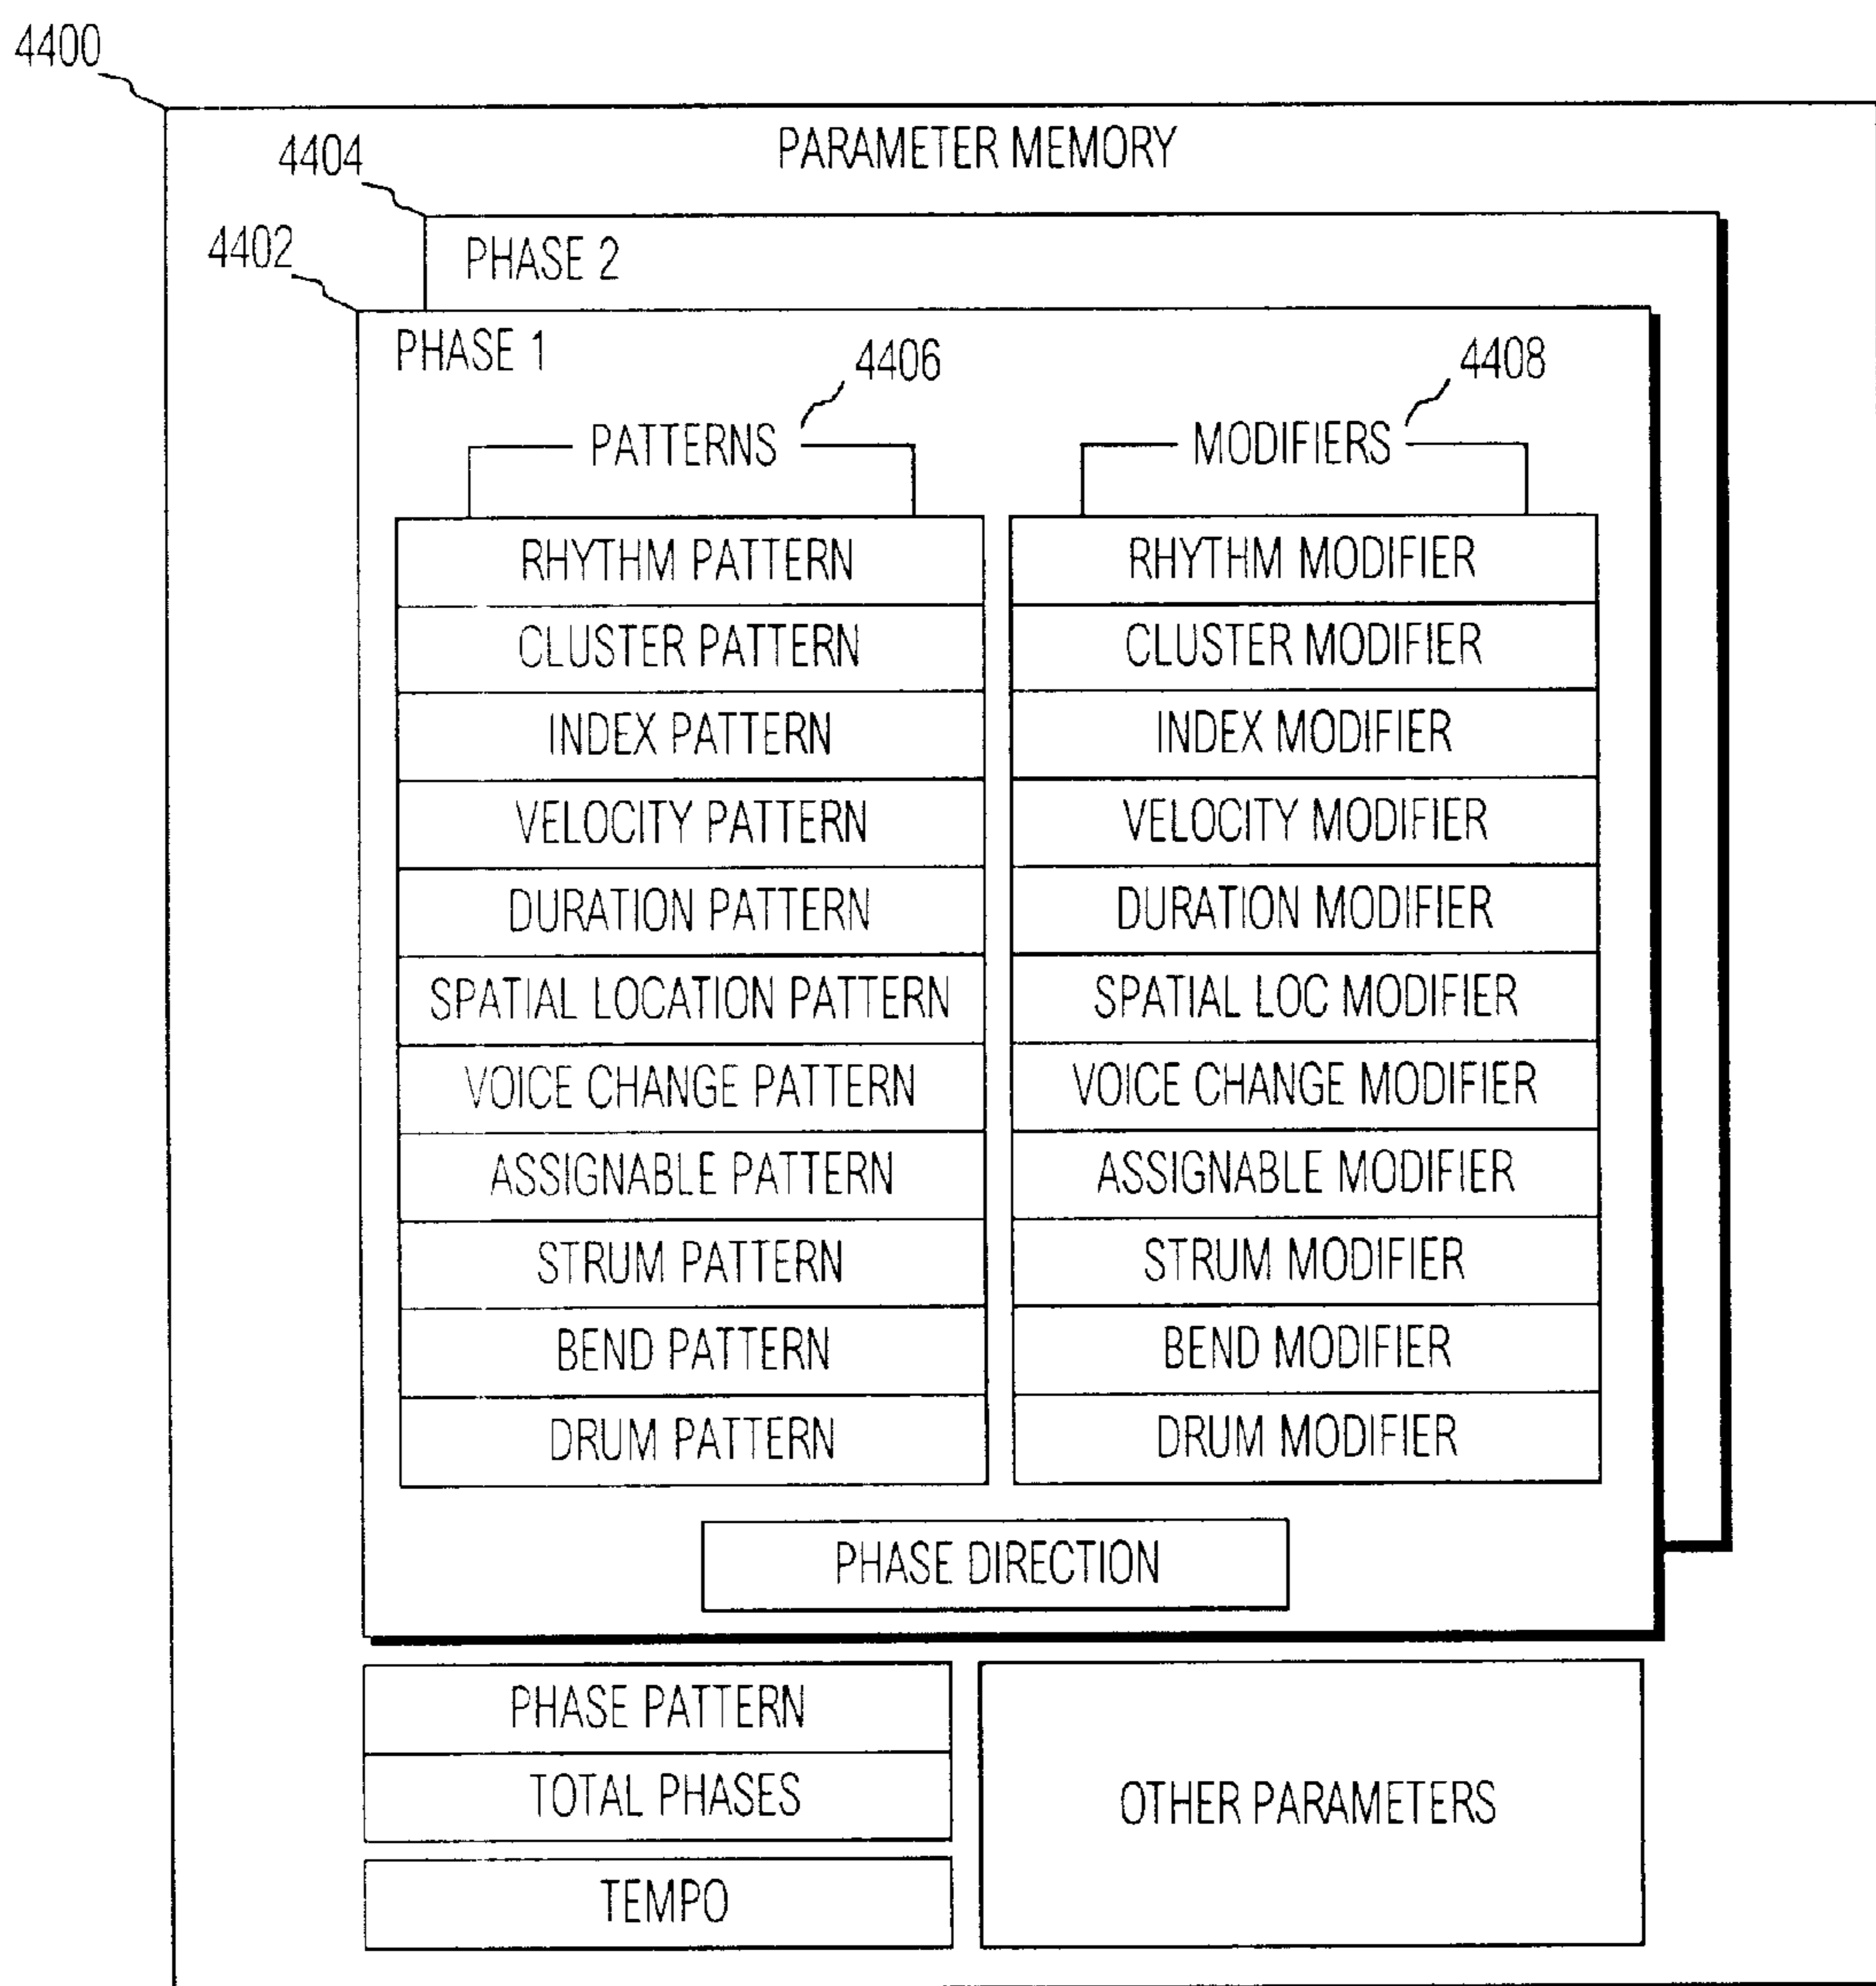 4400
PARAMETER MEMORY
4404
PHASE 2
4402
PHASE 1
4406
4408
PATTERNS
MODIFIERS
RHYTHM PATTERN
RHYTHM MODIFIER
CLUSTER PATTERN
CLUSTER MODIFIER
INDEX PATTERN
INDEX MODIFIER
VELOCITY PATTERN
VELOCITY MODIFIER
DURATION PATTERN
DURATION MODIFIER
SPATIAL LOCATION PATTERN
SPATIAL LOC MODIFIER
VOICE CHANGE PATTERN
VOICE CHANGE MODIFIER
ASSIGNABLE PATTERN
ASSIGNABLE MODIFIER
STRUM PATTERN
STRUM MODIFIER
BEND PATTERN
BEND MODIFIER
DRUM PATTERN
DRUM MODIFIER
PHASE DIRECTION
PHASE PATTERN
TOTAL PHASES
TEMPO
OTHER PARAMETERS